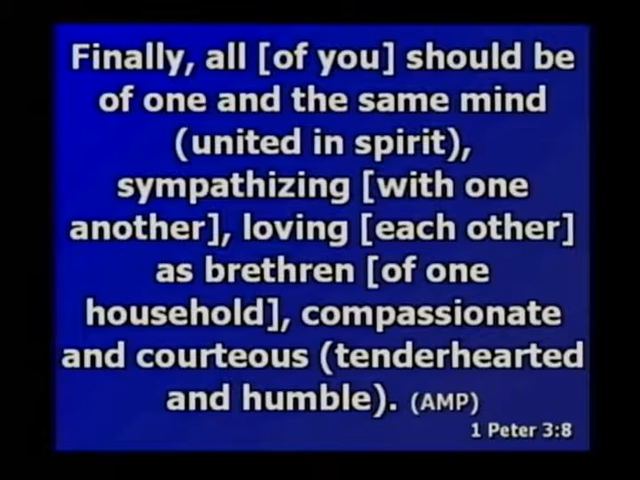 Finally, all [of you] should be
of one and the same mind
(united in spirit),
sympathizing [with one
another], loving [each other]
as brethren [of one
household], compassionate
and courteous (tenderhearted
and humble). (AMP)
1 Peter 3:8